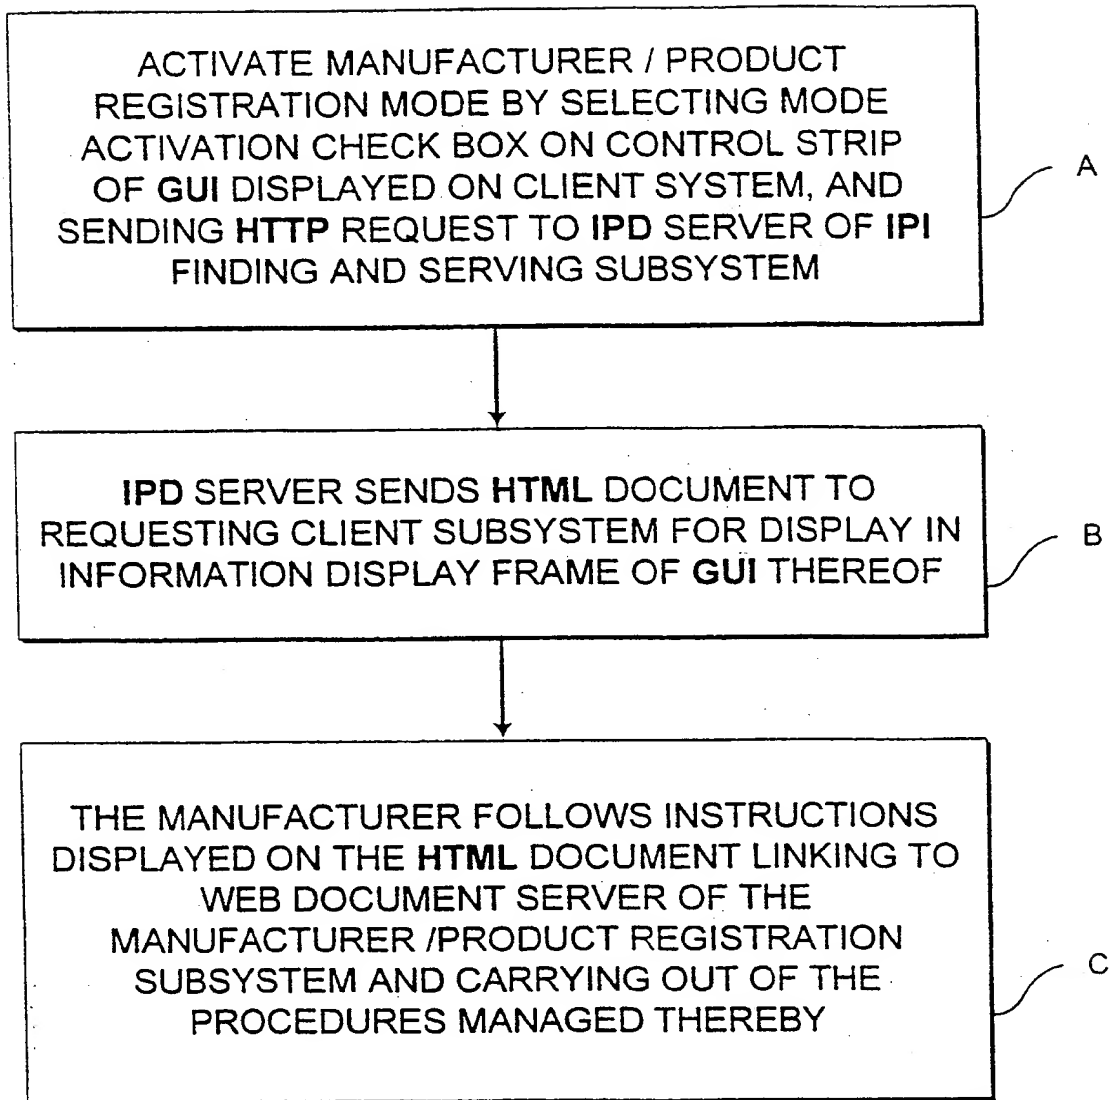 ACTIVATE MANUFACTURER / PRODUCT
REGISTRATION MODE BY SELECTING MODE
ACTIVATION CHECK BOX ON CONTROL STRIP
OF GUI DISPLAYED ON CLIENT SYSTEM, AND
SENDING HTTP REQUEST TO IPD SERVER OF IPI
FINDING AND SERVING SUBSYSTEM
A
IPD SERVER SENDS HTML DOCUMENT TO
REQUESTING CLIENT SUBSYSTEM FOR DISPLAY IN
INFORMATION DISPLAY FRAME OF GUI THEREOF
B
THE MANUFACTURER FOLLOWS INSTRUCTIONS
DISPLAYED ON THE HTML DOCUMENT LINKING TO
WEB DOCUMENT SERVER OF THE
MANUFACTURER /PRODUCT REGISTRATION
SUBSYSTEM AND CARRYING OUT OF THE
PROCEDURES MANAGED THEREBY
C